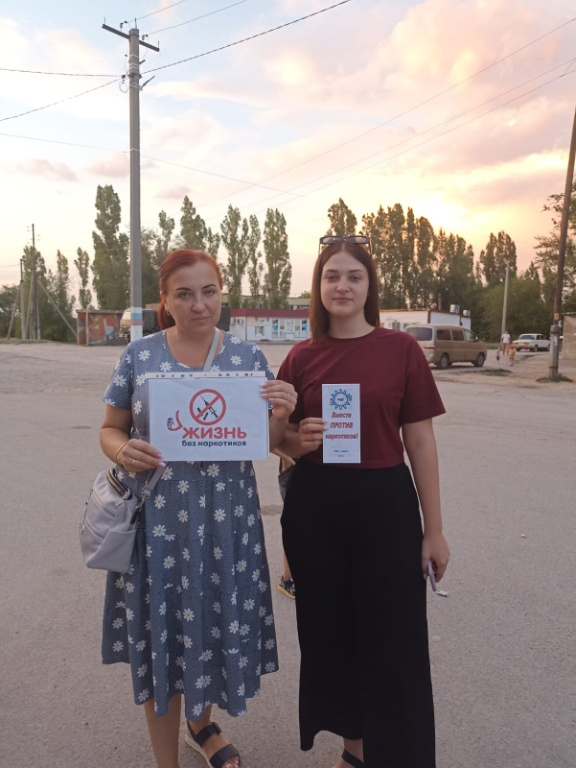 ЖИЗНЬ
без наркотиков
Вместе
ПРОТИВ
наркотиков!